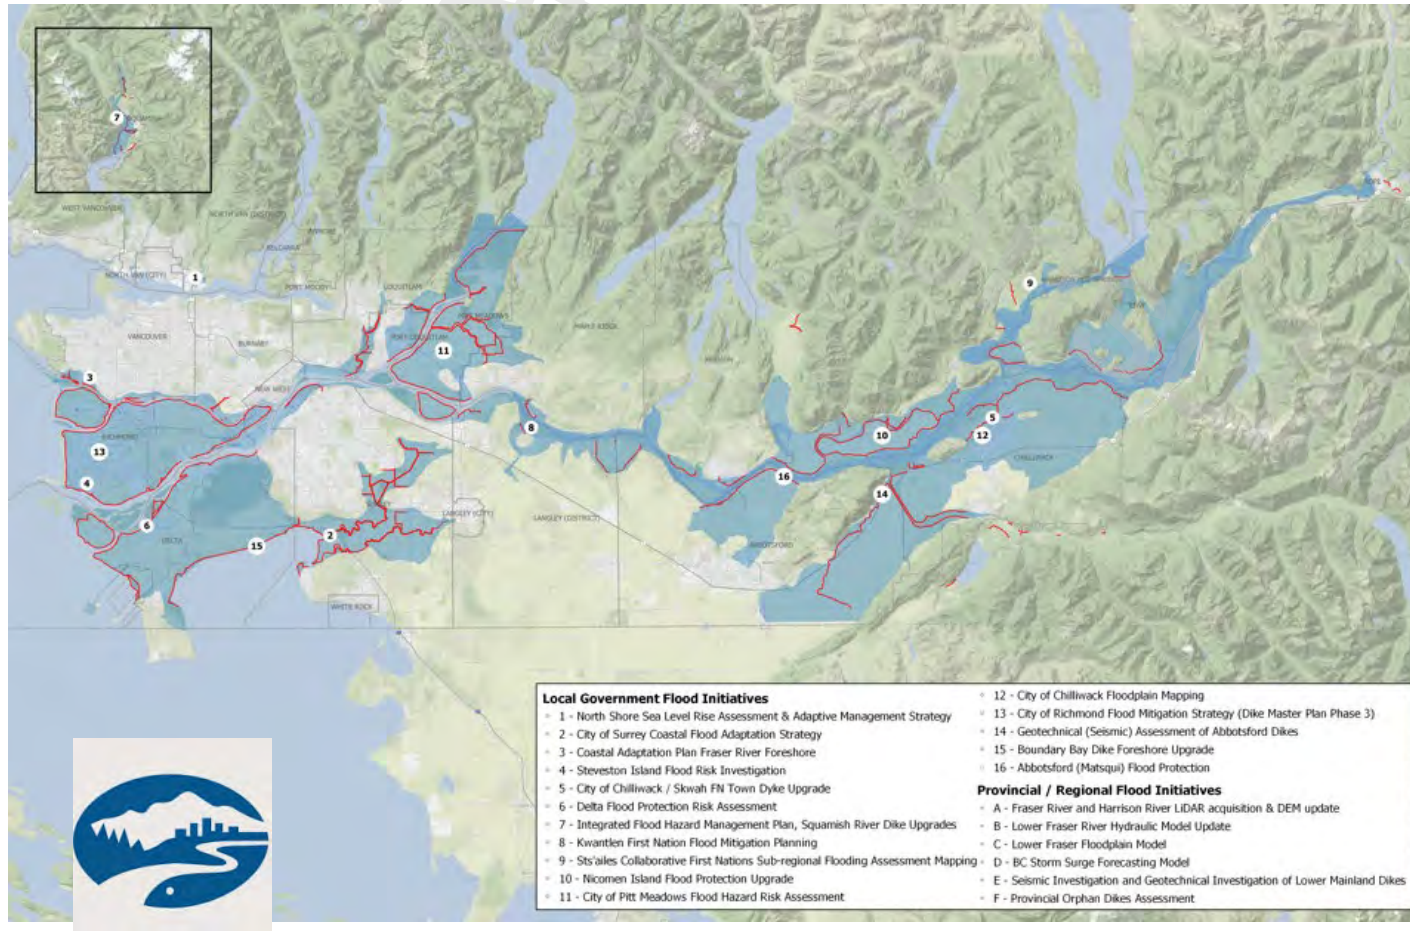 7
WEST VANCOUVER
NORTH VAN (DISTRICT)
BELCARRA
NORTH VAN (CITY)
1
PORT MOODY
COQUITLAM
9
VANCOUVER
BURNABY
PORT COQUITLAM
PITT MEADOWS
MAPLE RIDGE
MISSION
KENT
HOPE
11
3
NEW WEST
RICHMOND
13
8
10
5
12
CHILLIWACK
4
16
14
6
DELTA
15
2
SURREY
LANGLEY (CITY)
LANGLEY (DISTRICT)
ABBOTSFORD
WHITE ROCK
Local Government Flood Initiatives
1 - North Shore Sea Level Rise Assessment & Adaptive Management Strategy
2 - City of Surrey Coastal Flood Adaptation Strategy
3 - Coastal Adaptation Plan Fraser River Foreshore
4 - Steveston Island Flood Risk Investigation
5 - City of Chilliwack / Skwah FN Town Dyke Upgrade
6 - Delta Flood Protection Risk Assessment
7 - Integrated Flood Hazard Management Plan, Squamish River Dike Upgrades
8 - Kwantlen First Nation Flood Mitigation Planning
9 - Sts'ailes Collaborative First Nations Sub-regional Flooding Assessment Mapping
10 - Nicomen Island Flood Protection Upgrade
11 - City of Pitt Meadows Flood Hazard Risk Assessment
12 - City of Chilliwack Floodplain Mapping
13 - City of Richmond Flood Mitigation Strategy (Dike Master Plan Phase 3)
14 - Geotechnical (Seismic) Assessment of Abbotsford Dikes
15 - Boundary Bay Dike Foreshore Upgrade
16 - Abbotsford (Matsqui) Flood Protection
Provincial / Regional Flood Initiatives
A - Fraser River and Harrison River LiDAR acquisition & DEM update
B - Lower Fraser River Hydraulic Model Update
C - Lower Fraser Floodplain Model
D - BC Storm Surge Forecasting Model
E - Seismic Investigation and Geotechnical Investigation of Lower Mainland Dikes
F - Provincial Orphan Dikes Assessment